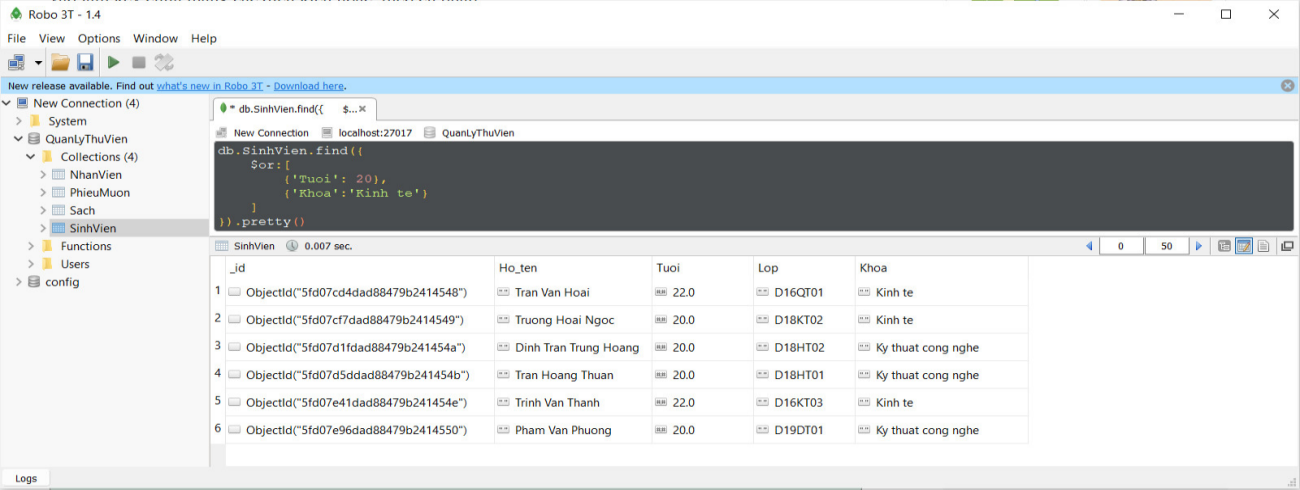 Robo 3T - 1.4
File View Options Window Help
New release available. Find out what's new in Robo 3T - Download here.
New Connection (4)
System
QuanLyThuVien
Collections (4)
NhanVien
PhieuMuon
Sach
SinhVien
Functions
Users
config
* db.SinhVien.find({ $...
New Connection localhost:27017 QuanLyThuVien
db.SinhVien.find({
$or:[
{'Tuoi': 20},
{'Khoa':'Kinh te'}
]
}).pretty()
SinhVien 0.007 sec. 0 50
_id Ho_ten Tuoi Lop Khoa
1 ObjectId("5fd07cd4dad88479b2414548") Tran Van Hoai 22.0 D16QT01 Kinh te
2 ObjectId("5fd07cf7dad88479b2414549") Truong Hoai Ngoc 20.0 D18KT02 Kinh te
3 ObjectId("5fd07d1fdad88479b241454a") Dinh Tran Trung Hoang 20.0 D18HT02 Ky thuat cong nghe
4 ObjectId("5fd07d5ddad88479b241454b") Tran Hoang Thuan 20.0 D18HT01 Ky thuat cong nghe
5 ObjectId("5fd07e41dad88479b241454e") Trinh Van Thanh 22.0 D16KT03 Kinh te
6 ObjectId("5fd07e96dad88479b2414550") Pham Van Phuong 20.0 D19DT01 Ky thuat cong nghe
Logs